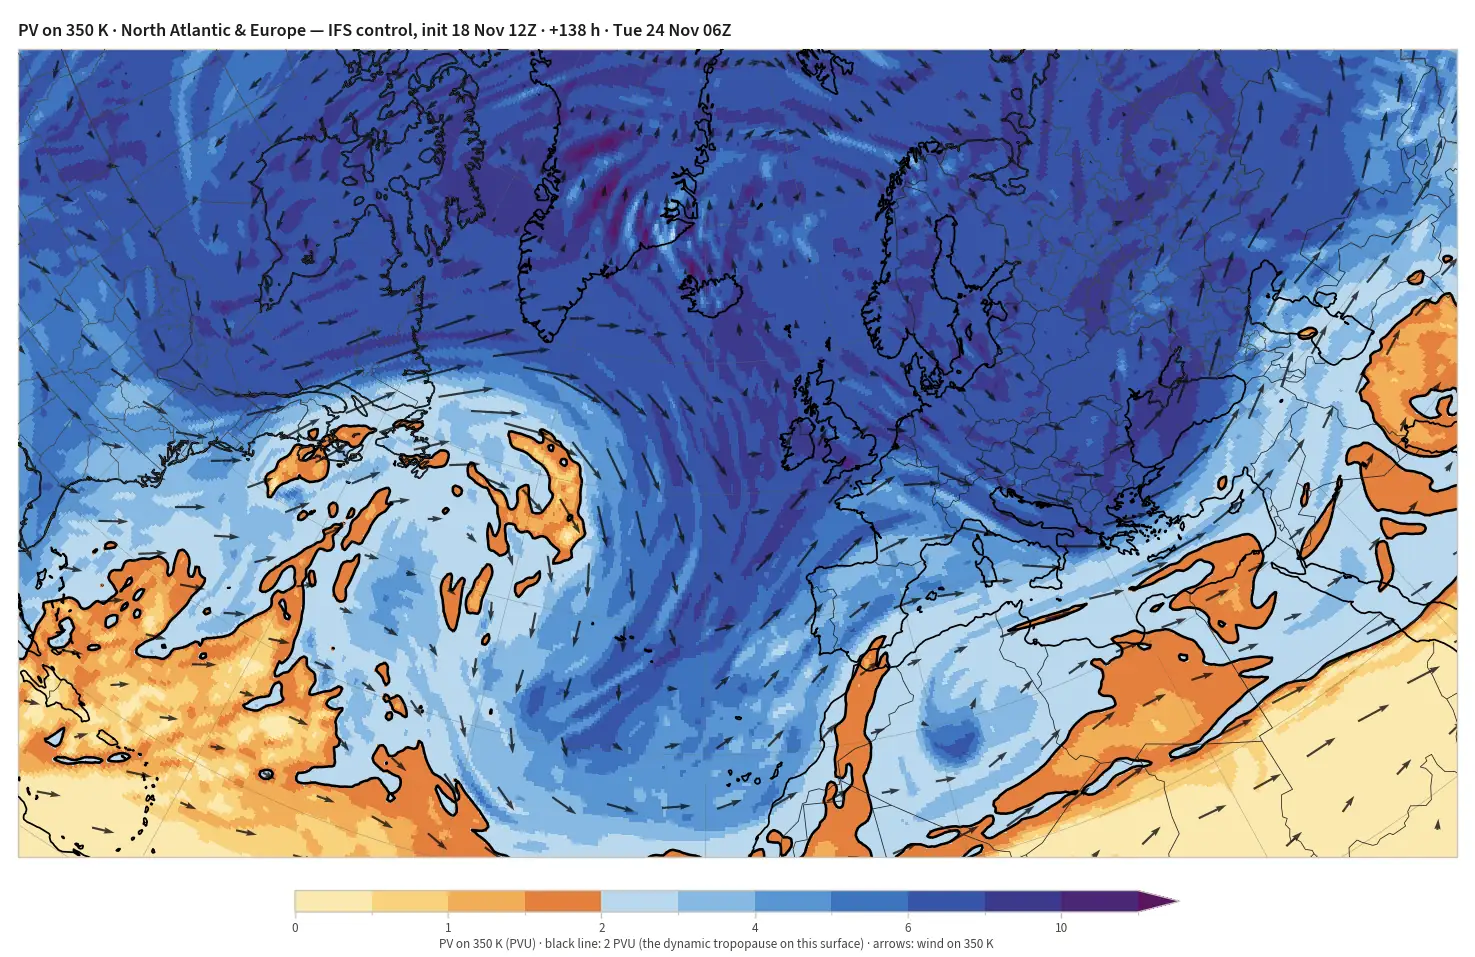 PV on 350 K · North Atlantic & Europe — IFS control, init 18 Nov 12Z · +138 h · Tue 24 Nov 06Z
0 1 2 4 6 10
PV on 350 K (PVU) · black line: 2 PVU (the dynamic tropopause on this surface) · arrows: wind on 350 K